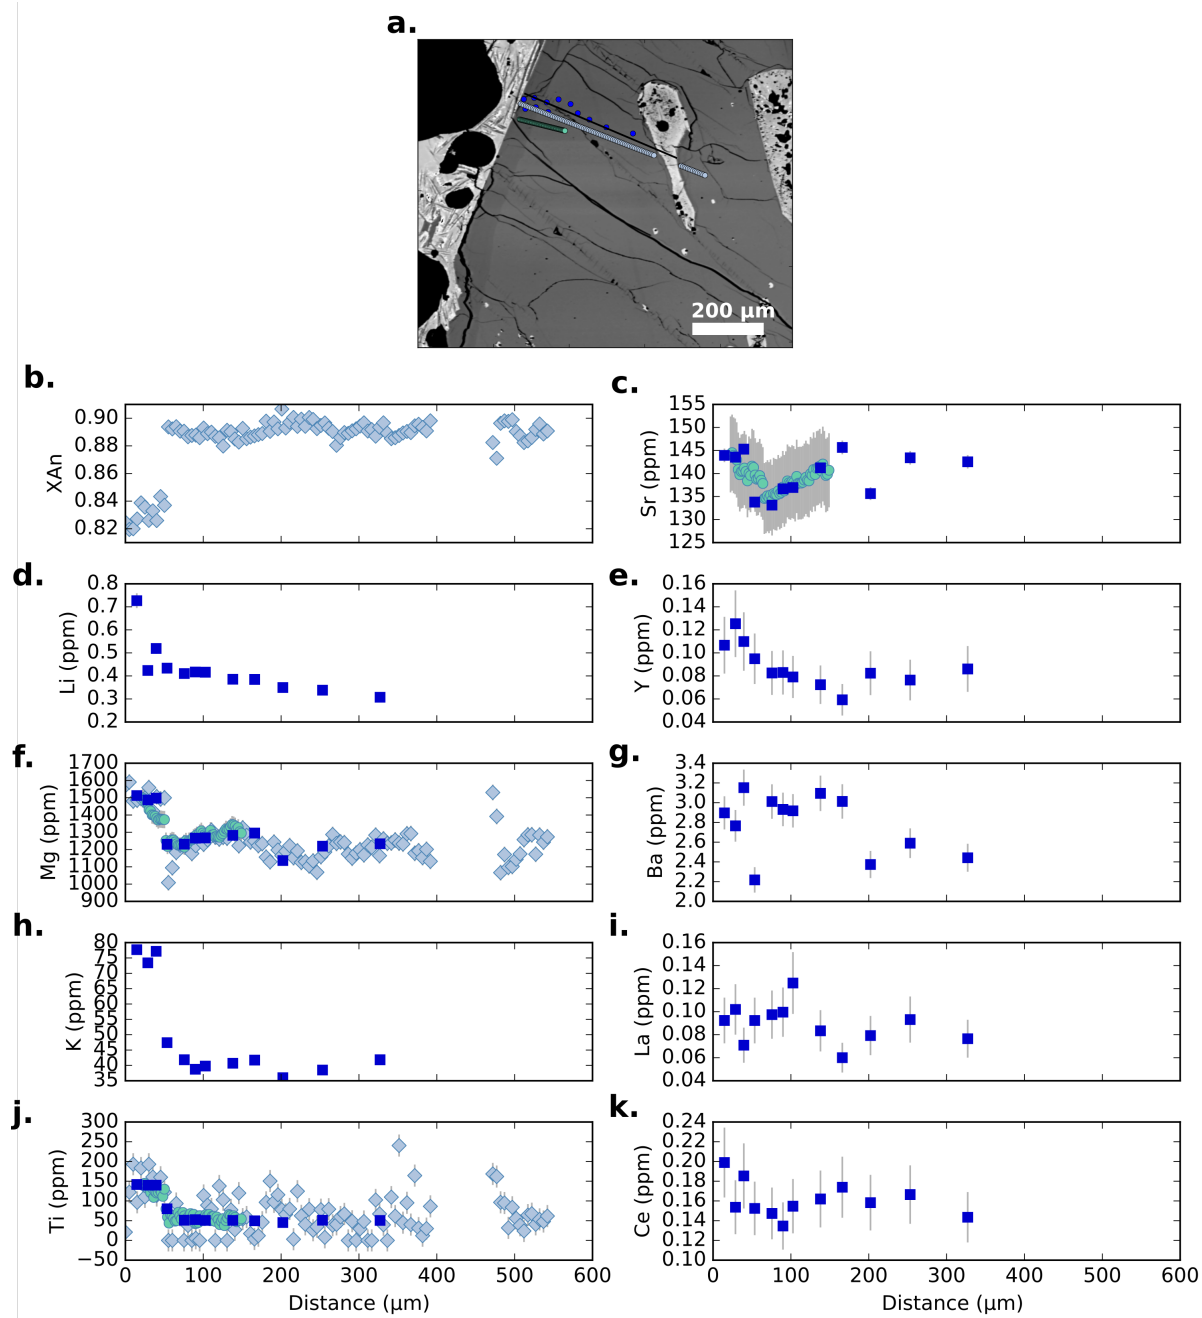 a.
200 µm
b.
XAn
0.90
0.88
0.86
0.84
0.82
c.
Sr (ppm)
155
150
145
140
135
130
125
d.
Li (ppm)
0.8
0.7
0.6
0.5
0.4
0.3
0.2
e.
Y (ppm)
0.16
0.14
0.12
0.10
0.08
0.06
0.04
f.
Mg (ppm)
1700
1600
1500
1400
1300
1200
1100
1000
900
g.
Ba (ppm)
3.4
3.2
3.0
2.8
2.6
2.4
2.2
2.0
h.
K (ppm)
80
75
70
65
60
55
50
45
40
35
i.
La (ppm)
0.16
0.14
0.12
0.10
0.08
0.06
0.04
j.
Ti (ppm)
300
250
200
150
100
50
0
−50
0 100 200 300 400 500 600
Distance (µm)
k.
Ce (ppm)
0.24
0.22
0.20
0.18
0.16
0.14
0.12
0.10
0 100 200 300 400 500 600
Distance (µm)